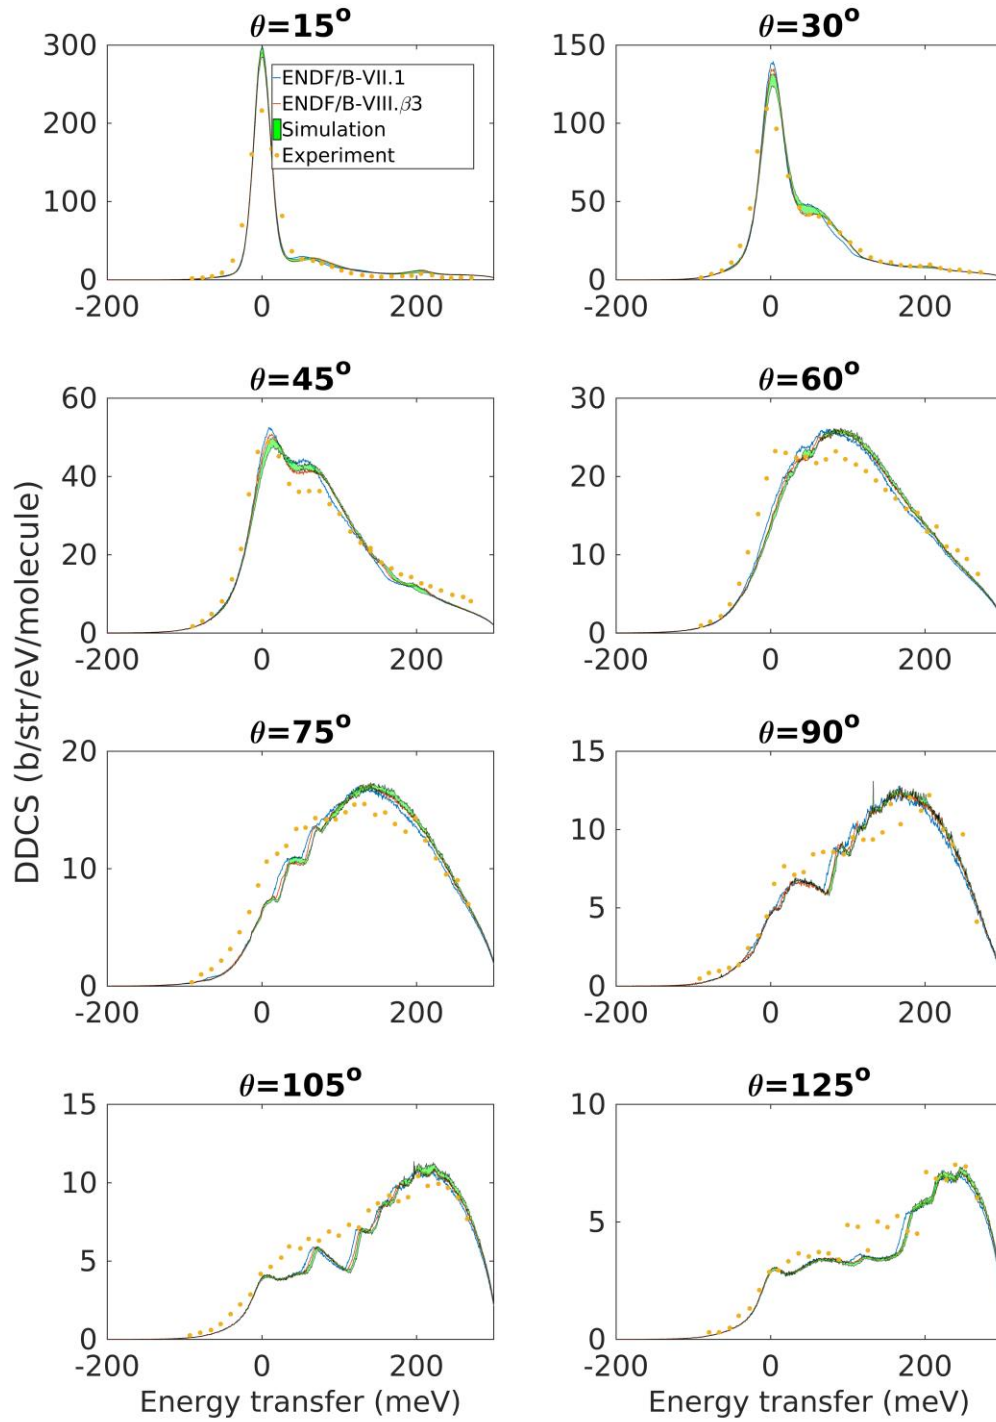 θ=15°
300
200
100
0
-200 0 200
ENDF/B-VII.1
ENDF/B-VIII.β3
Simulation
Experiment
θ=30°
150
100
50
0
-200 0 200
θ=45°
60
40
20
0
-200 0 200
θ=60°
30
20
10
0
-200 0 200
DDCS (b/str/eV/molecule)
θ=75°
20
10
0
-200 0 200
θ=90°
15
10
5
0
-200 0 200
θ=105°
15
10
5
0
-200 0 200
Energy transfer (meV)
θ=125°
10
5
0
-200 0 200
Energy transfer (meV)